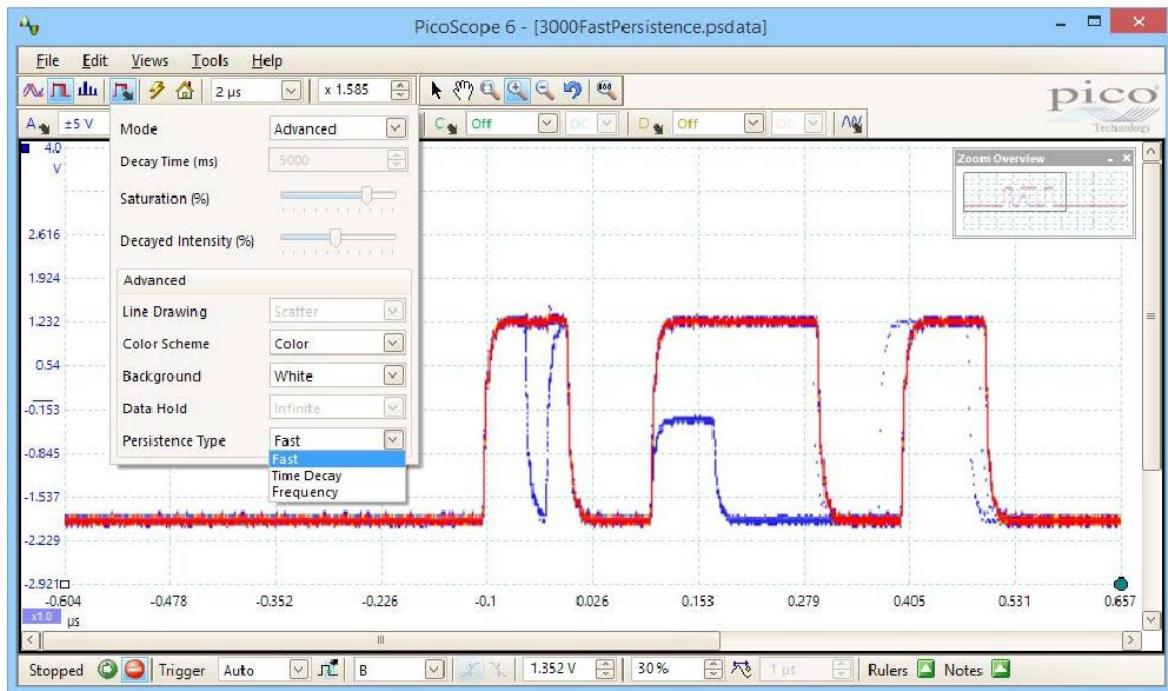 PicoScope 6 - [3000FastPersistence.psdata]
File Edit Views Tools Help
2 µs x 1.585
pico
Technology
A ±5 V C Off DC D Off DC
Mode Advanced
Decay Time (ms) 5000
Saturation (%)
Decayed Intensity (%)
Advanced
Line Drawing Scatter
Color Scheme Color
Background White
Data Hold Infinite
Persistence Type Fast
Fast
Time Decay
Frequency
Zoom Overview
4.0
V
2.616
1.924
1.232
0.54
-0.153
-0.845
-1.537
-2.229
-2.921
-0.604 -0.478 -0.352 -0.226 -0.1 0.026 0.153 0.279 0.405 0.531 0.657
x1.0 µs
Stopped Trigger Auto B 1.352 V 30 % 1 µs Rulers Notes